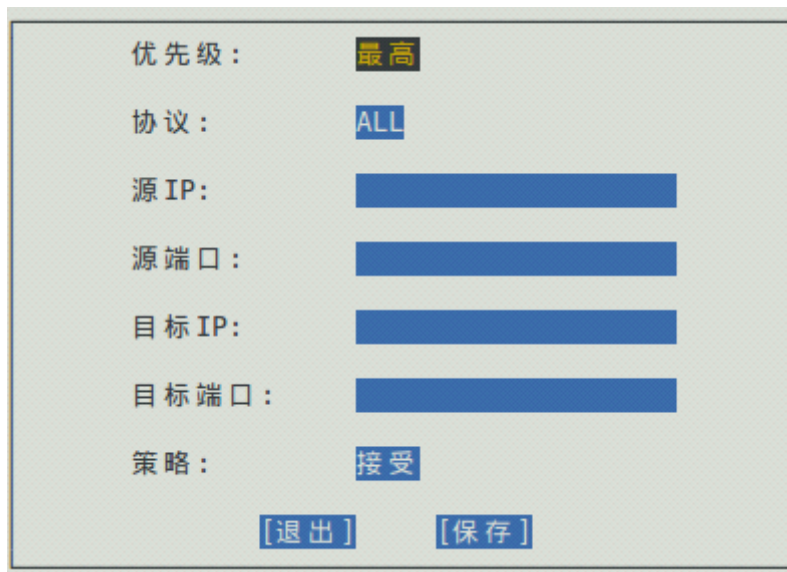 优先级: 最高
协议: ALL
源IP:
源端口:
目标IP:
目标端口:
策略: 接受
[退出] [保存]